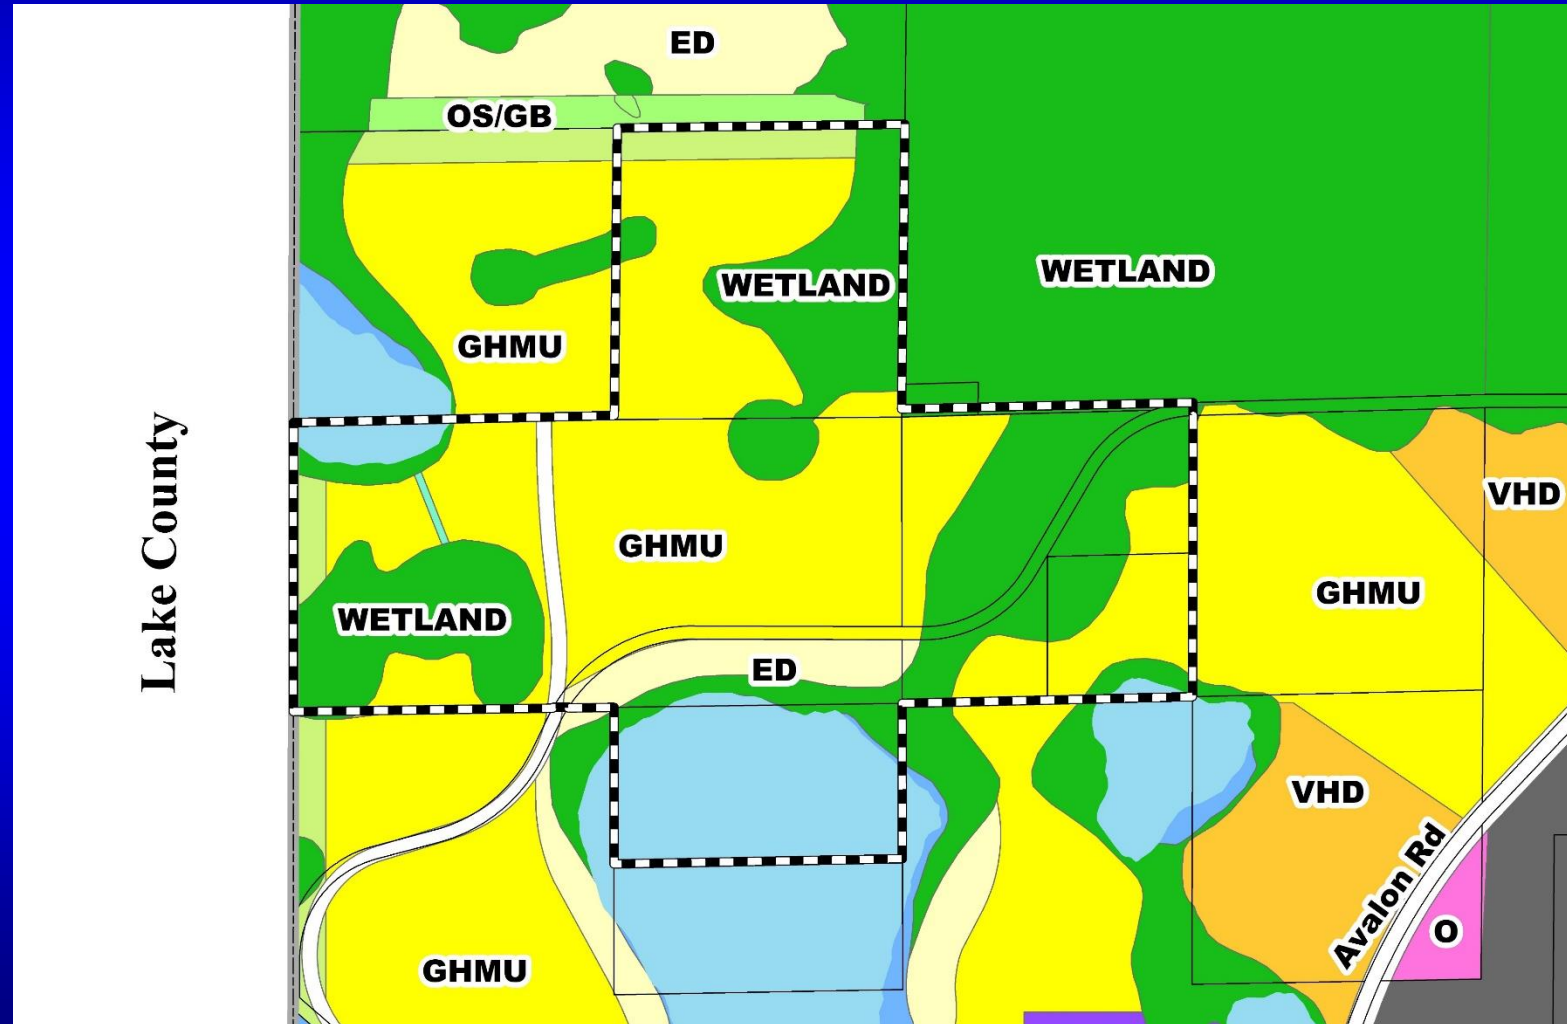 ED
OS/GB
WETLAND
WETLAND
GHMU
Lake County
VHD
GHMU
GHMU
WETLAND
ED
VHD
Avalon Rd
O
GHMU